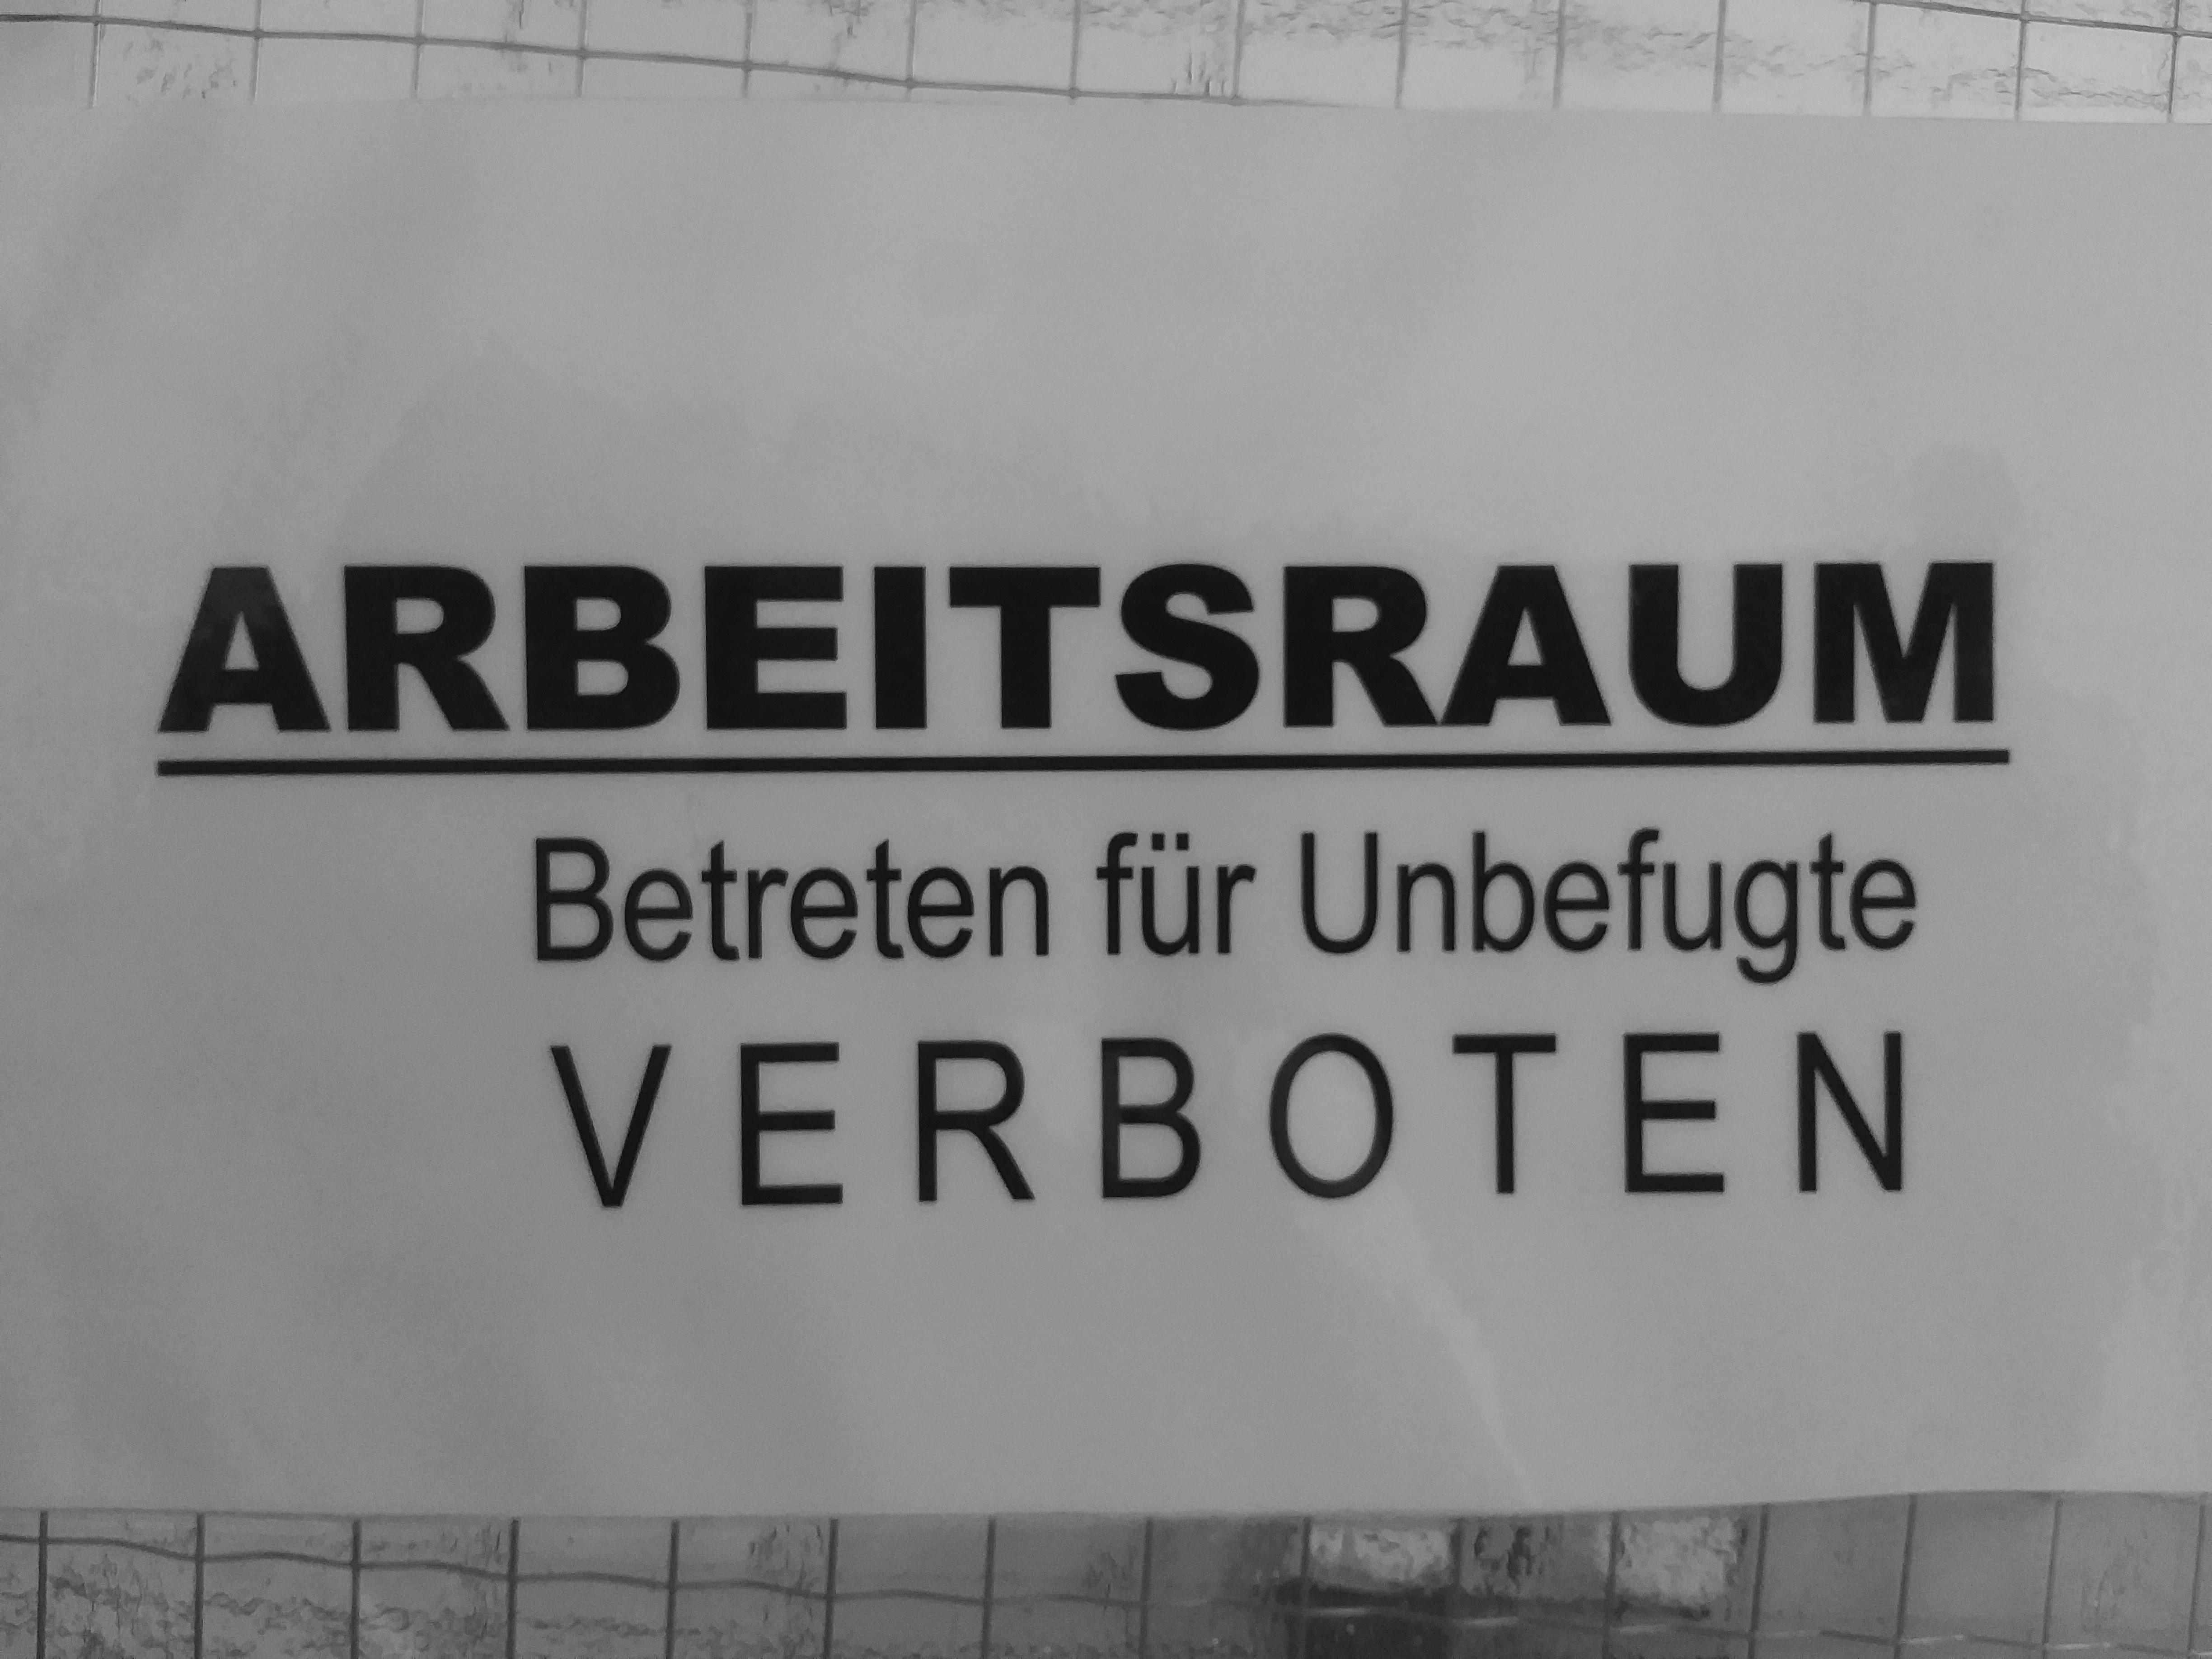 ARBEITSRAUM
Betreten für Unbefugte
VERBOTEN